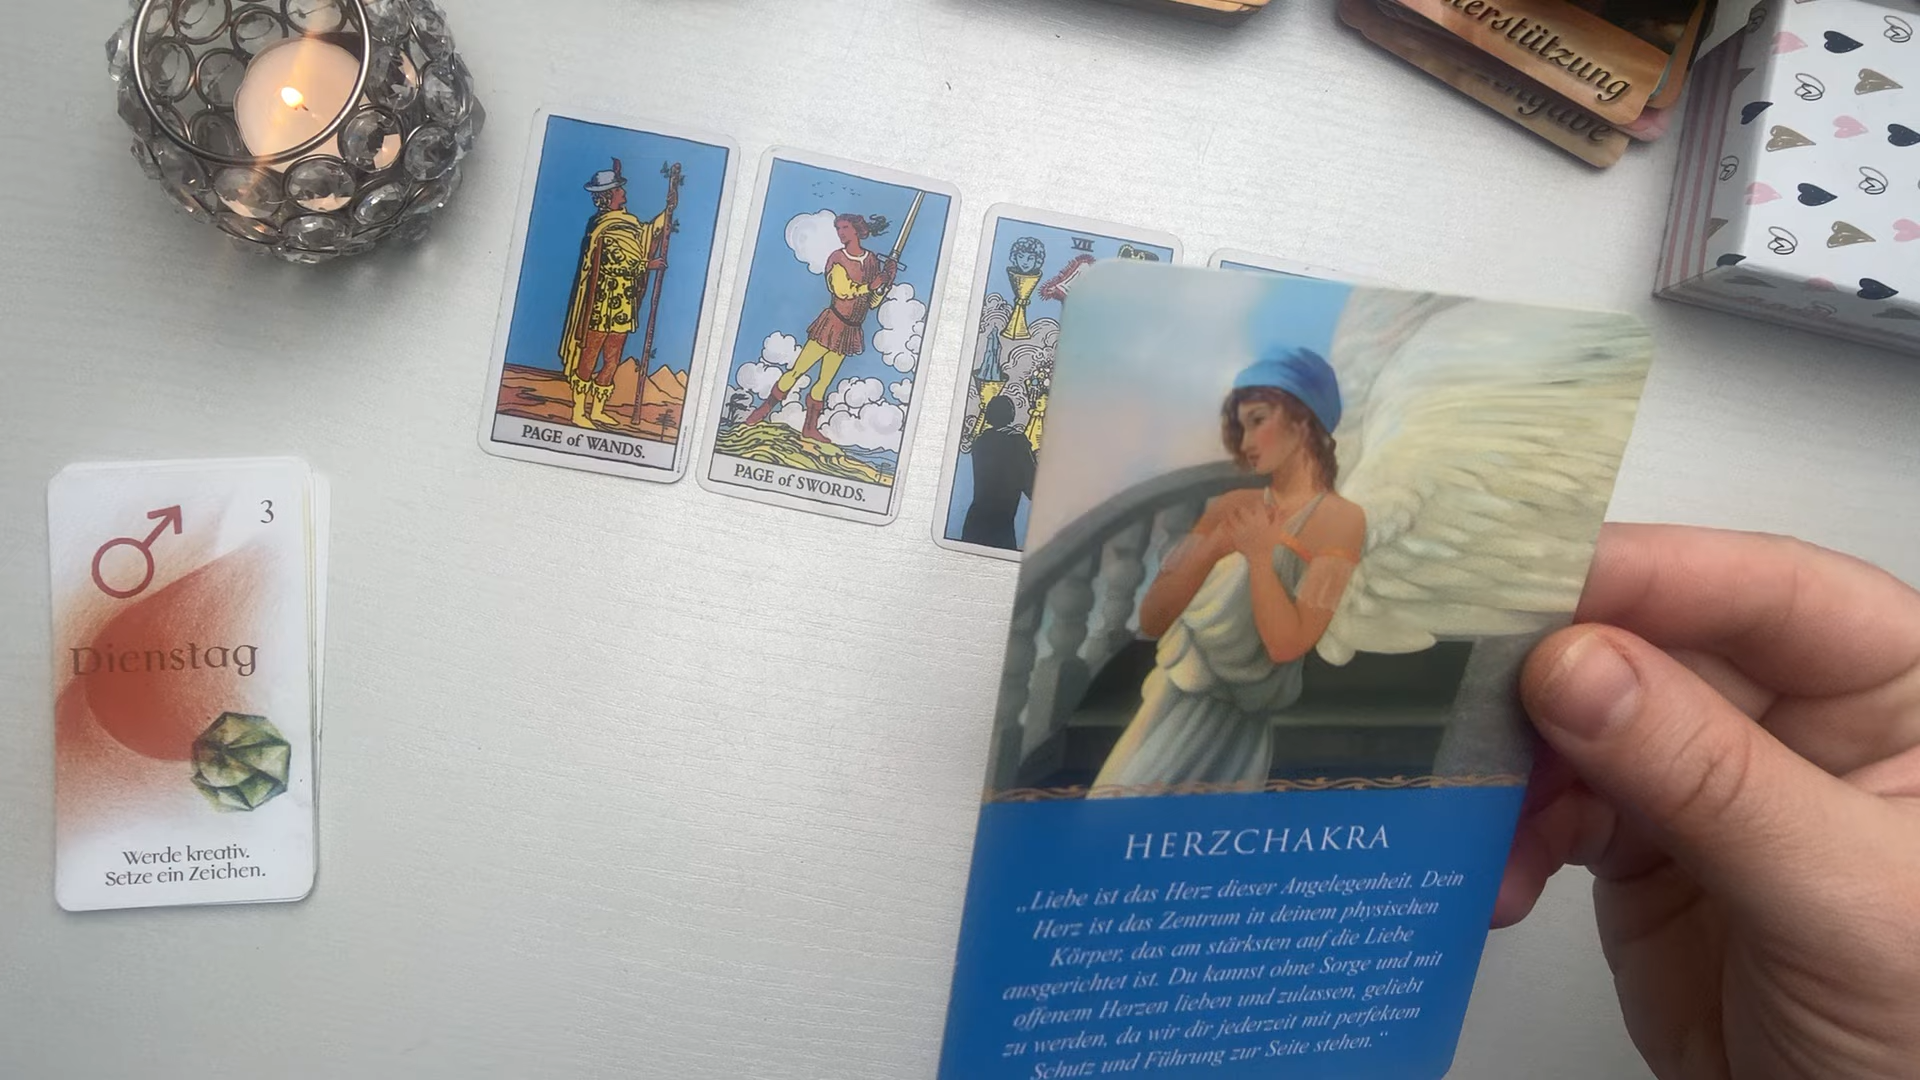 terstützung
PAGE of WANDS.
PAGE of SWORDS.
VII
3
Dienstag
Werde kreativ.
Setze ein Zeichen.
HERZCHAKRA
„Liebe ist das Herz dieser Angelegenheit. Dein
Herz ist das Zentrum in deinem physischen
Körper, das am stärksten auf die Liebe
ausgerichtet ist. Du kannst ohne Sorge und mit
offenem Herzen lieben und zulassen, geliebt
zu werden, da wir dir jederzeit mit perfektem
Schutz und Führung zur Seite stehen.“